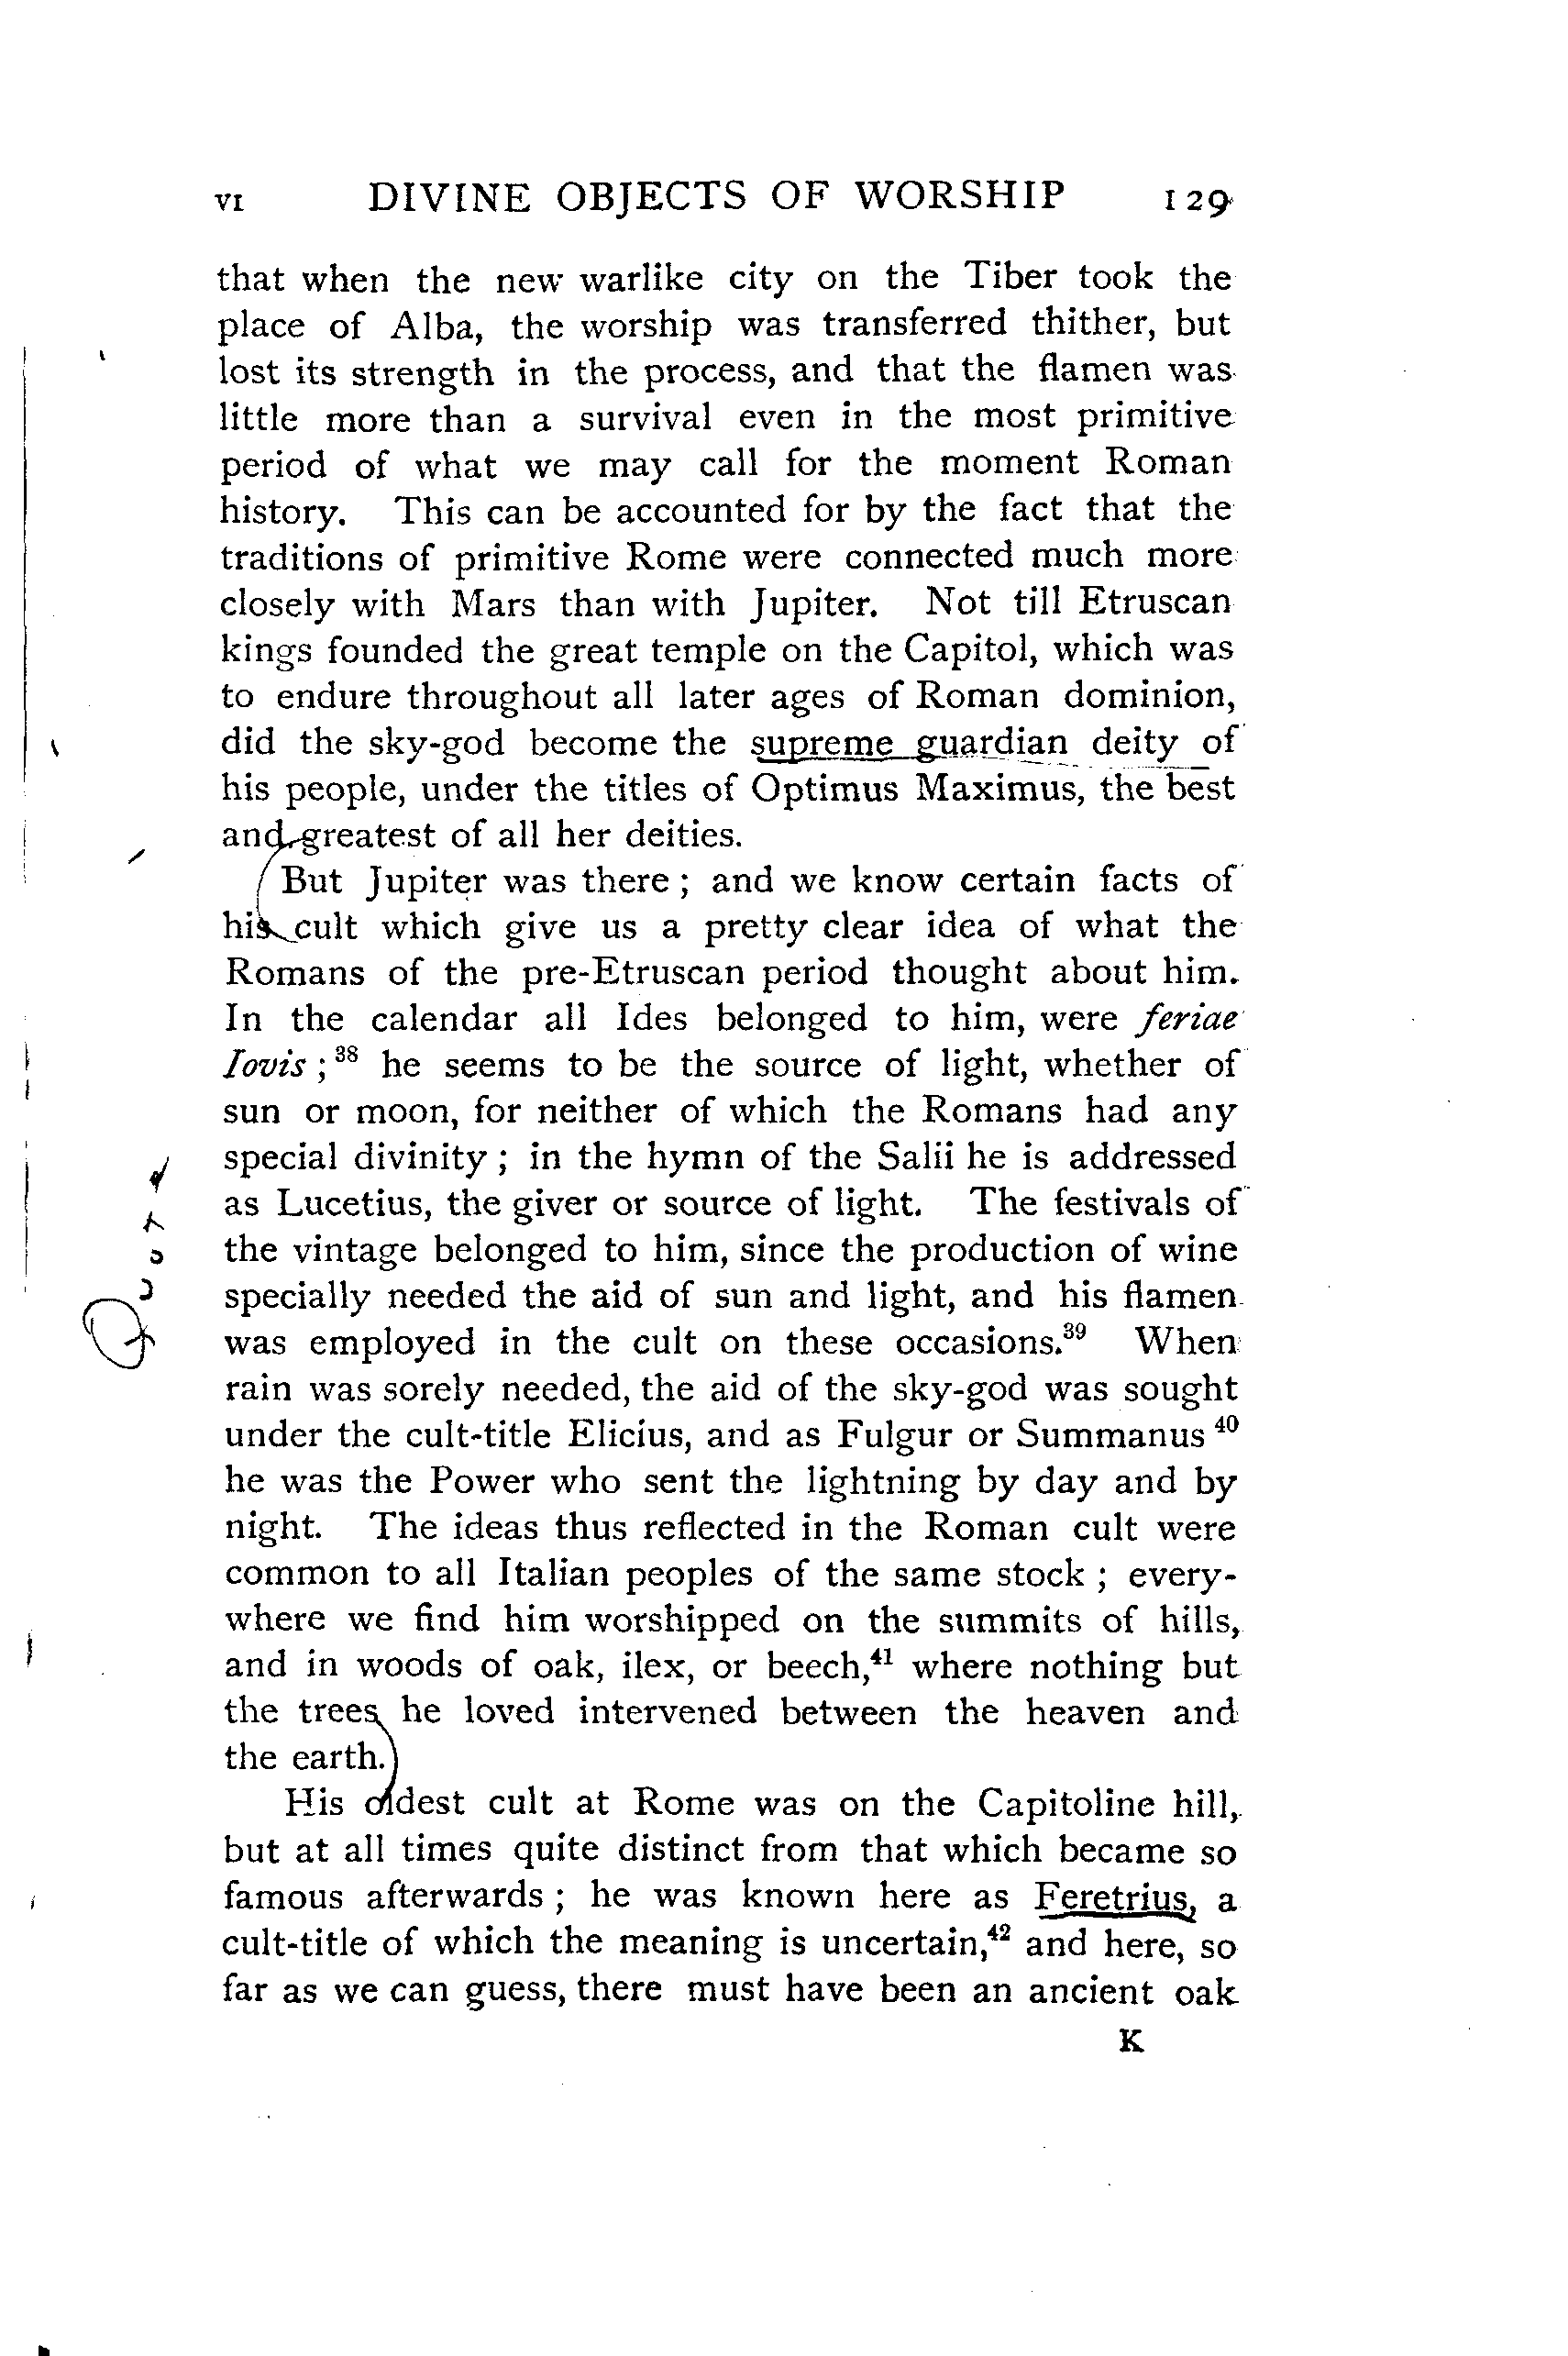 VI DIVINE OBJECTS OF WORSHIP 129
that when the new warlike city on the Tiber took the
place of Alba, the worship was transferred thither, but
lost its strength in the process, and that the flamen was
little more than a survival even in the most primitive
period of what we may call for the moment Roman
history. This can be accounted for by the fact that the
traditions of primitive Rome were connected much more
closely with Mars than with Jupiter. Not till Etruscan
kings founded the great temple on the Capitol, which was
to endure throughout all later ages of Roman dominion,
did the sky-god become the supreme guardian deity of
his people, under the titles of Optimus Maximus, the best
and greatest of all her deities.
But Jupiter was there; and we know certain facts of
his cult which give us a pretty clear idea of what the
Romans of the pre-Etruscan period thought about him.
In the calendar all Ides belonged to him, were feriae
Iovis;³⁸ he seems to be the source of light, whether of
sun or moon, for neither of which the Romans had any
special divinity; in the hymn of the Salii he is addressed
as Lucetius, the giver or source of light. The festivals of
the vintage belonged to him, since the production of wine
specially needed the aid of sun and light, and his flamen
was employed in the cult on these occasions.³⁹ When
rain was sorely needed, the aid of the sky-god was sought
under the cult-title Elicius, and as Fulgur or Summanus⁴⁰
he was the Power who sent the lightning by day and by
night. The ideas thus reflected in the Roman cult were
common to all Italian peoples of the same stock; every-
where we find him worshipped on the summits of hills,
and in woods of oak, ilex, or beech,⁴¹ where nothing but
the trees he loved intervened between the heaven and
the earth.
His oldest cult at Rome was on the Capitoline hill,
but at all times quite distinct from that which became so
famous afterwards; he was known here as Feretrius, a
cult-title of which the meaning is uncertain,⁴² and here, so
far as we can guess, there must have been an ancient oak
K